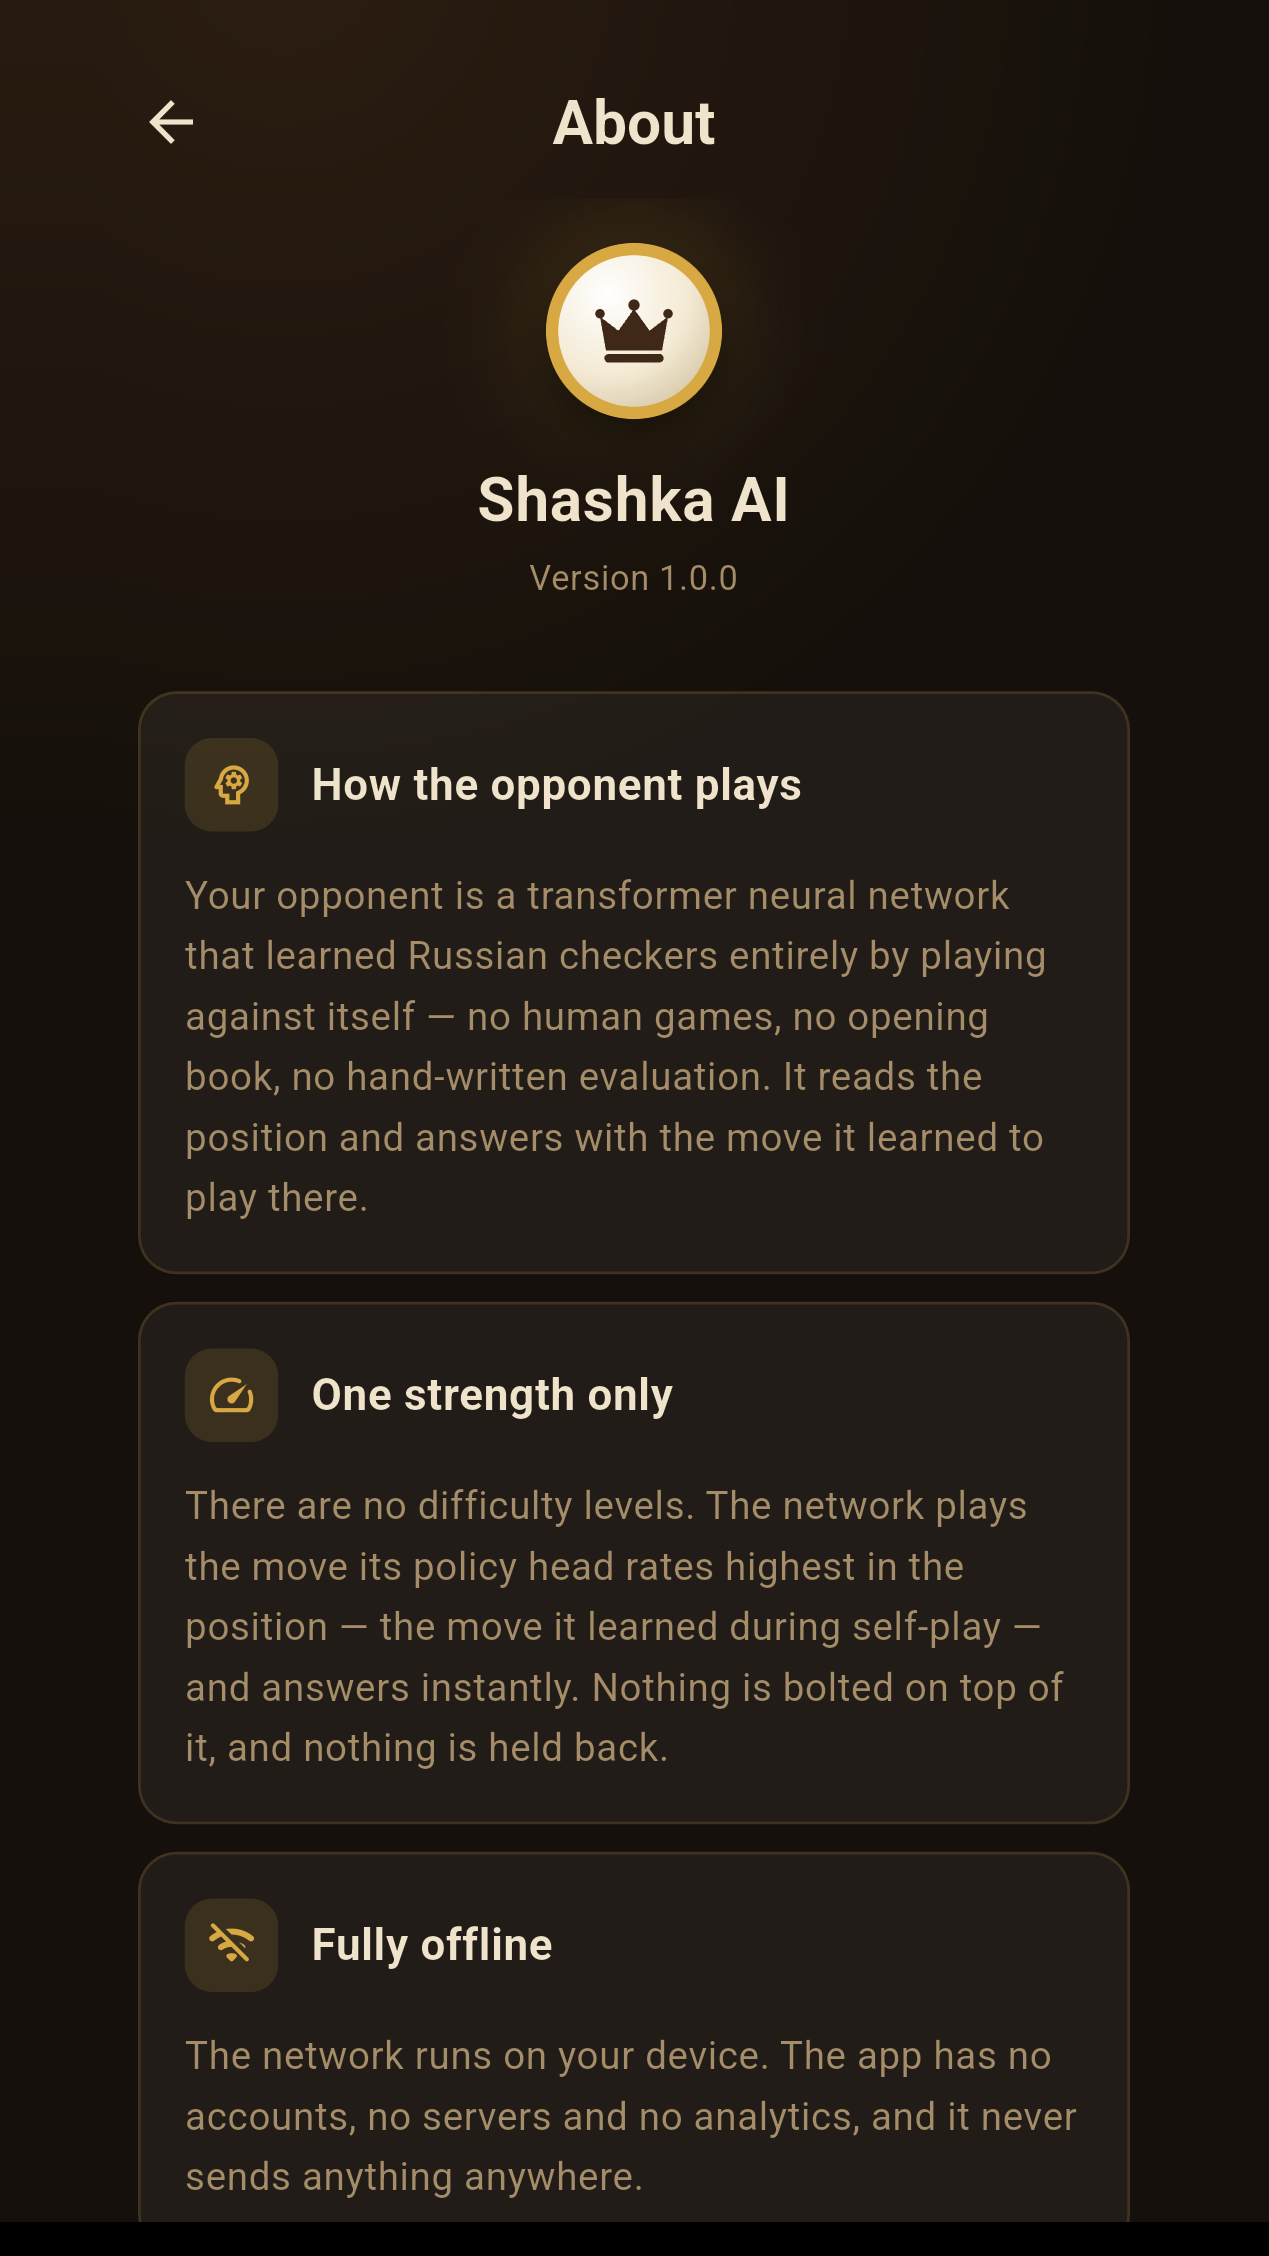 About
Shashka AI
Version 1.0.0
How the opponent plays
Your opponent is a transformer neural network
that learned Russian checkers entirely by playing
against itself — no human games, no opening
book, no hand-written evaluation. It reads the
position and answers with the move it learned to
play there.
One strength only
There are no difficulty levels. The network plays
the move its policy head rates highest in the
position — the move it learned during self-play —
and answers instantly. Nothing is bolted on top of
it, and nothing is held back.
Fully offline
The network runs on your device. The app has no
accounts, no servers and no analytics, and it never
sends anything anywhere.